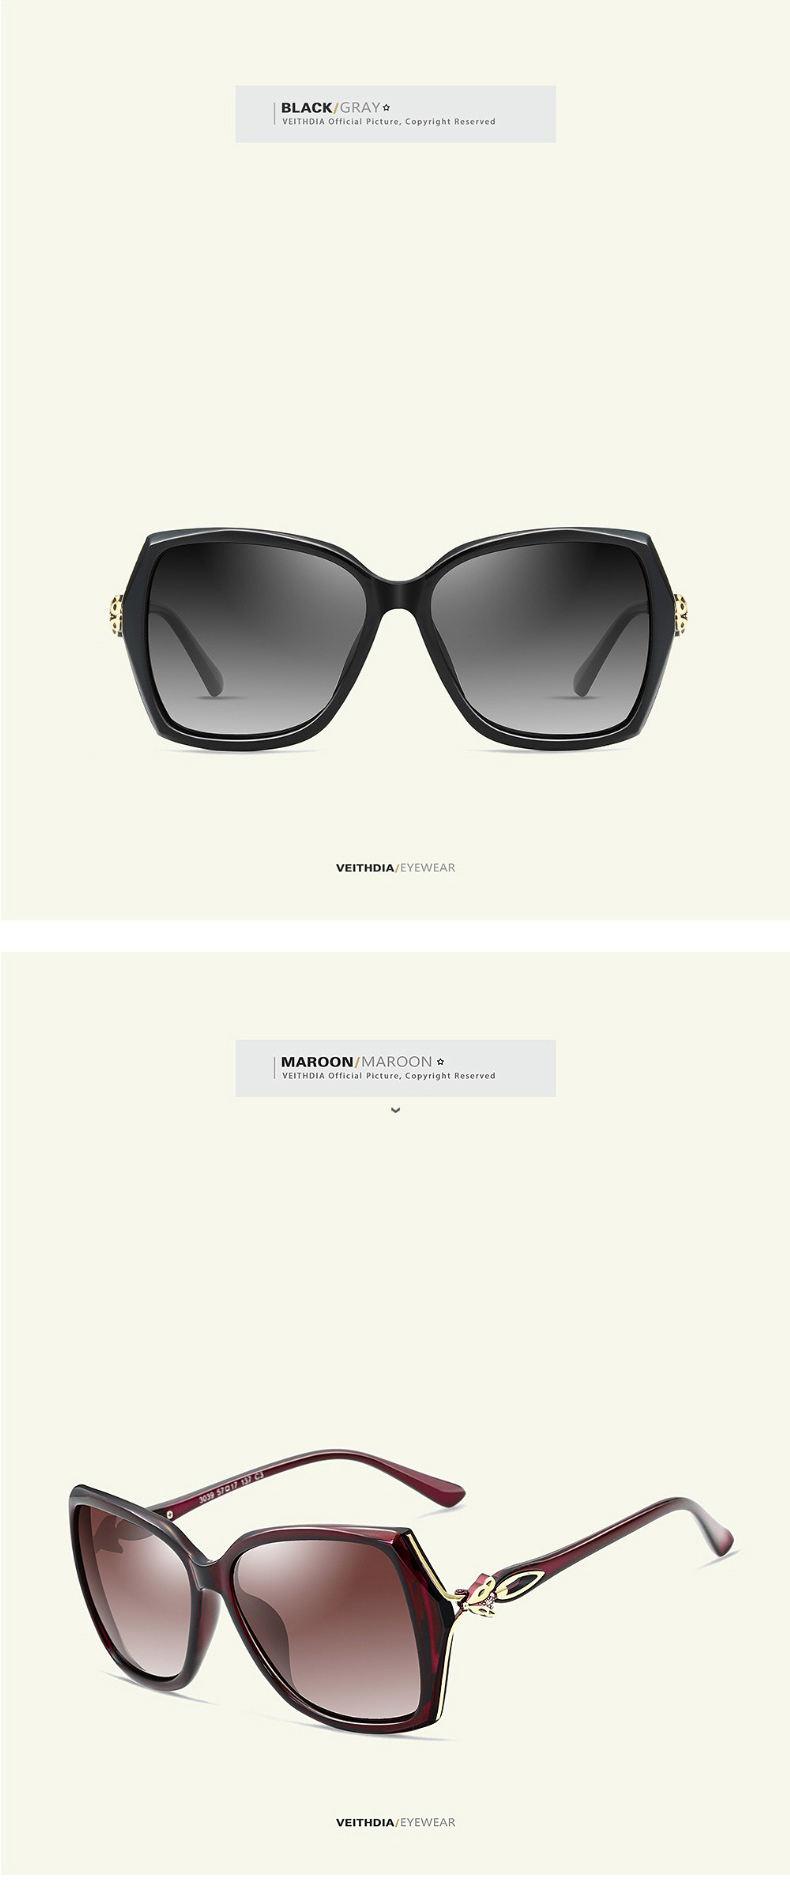 BLACK/GRAY☆
VEITHDIA Official Picture, Copyright Reserved
VEITHDIA/EYEWEAR
MAROON/MAROON ☆
VEITHDIA Official Picture, Copyright Reserved
3039 57□17 137 C3
VEITHDIA/EYEWEAR